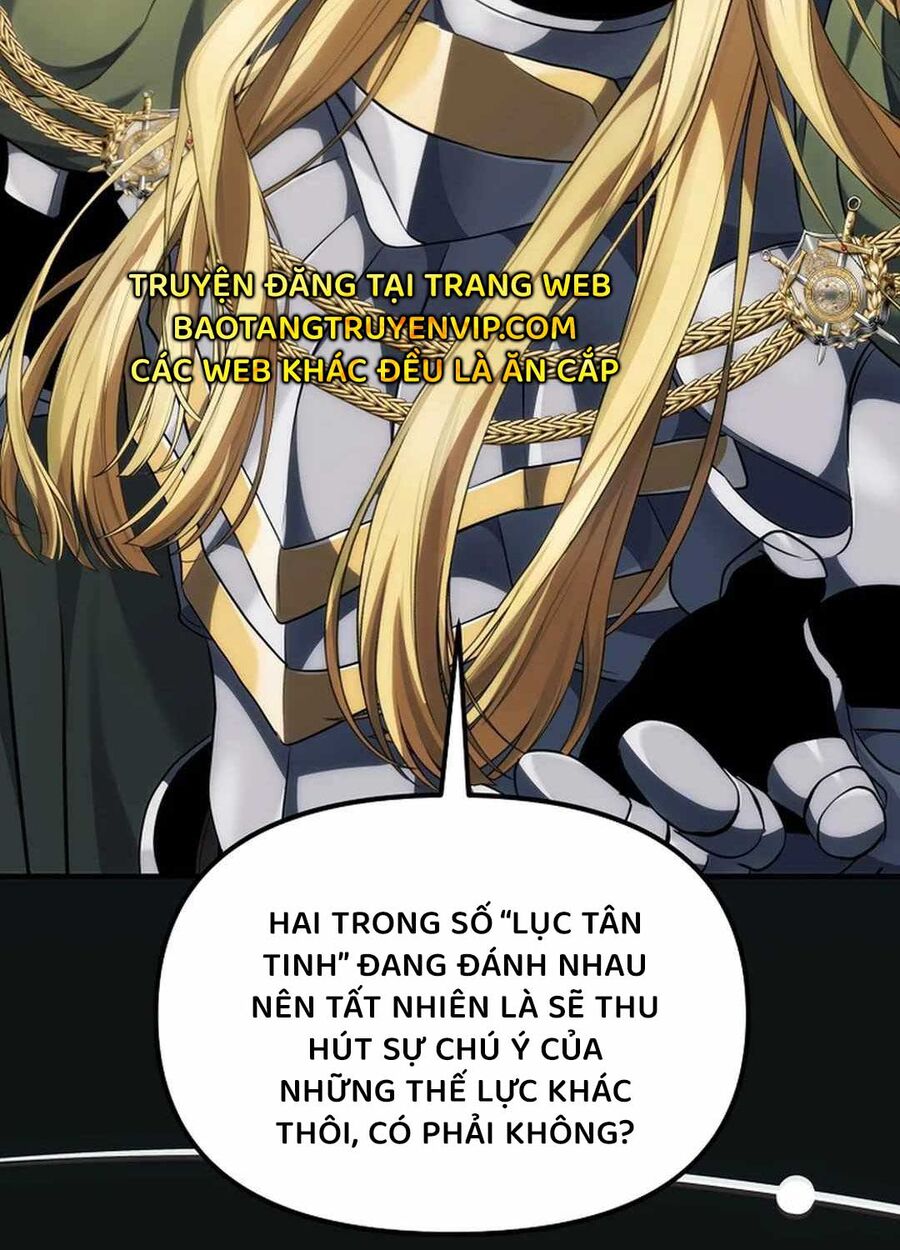 TRUYỆN ĐĂNG TẠI TRANG WEB
BAOTANGTRUYENVIP.COM
CÁC WEB KHÁC ĐỀU LÀ ĂN CẮP
HAI TRONG SỐ “LỤC TÂN
TINH” ĐANG ĐÁNH NHAU
NÊN TẤT NHIÊN LÀ SẼ THU
HÚT SỰ CHÚ Ý CỦA
NHỮNG THẾ LỰC KHÁC
THÔI, CÓ PHẢI KHÔNG?